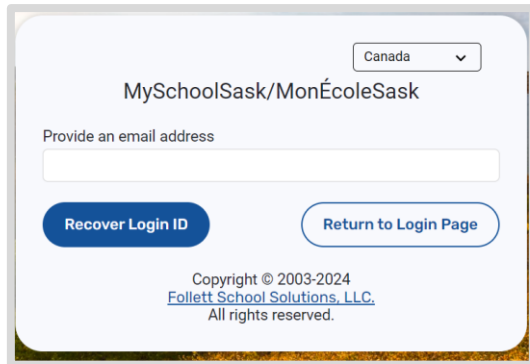 Canada
MySchoolSask/MonÉcoleSask
Provide an email address
Recover Login ID
Return to Login Page
Copyright © 2003-2024
Follett School Solutions, LLC.
All rights reserved.